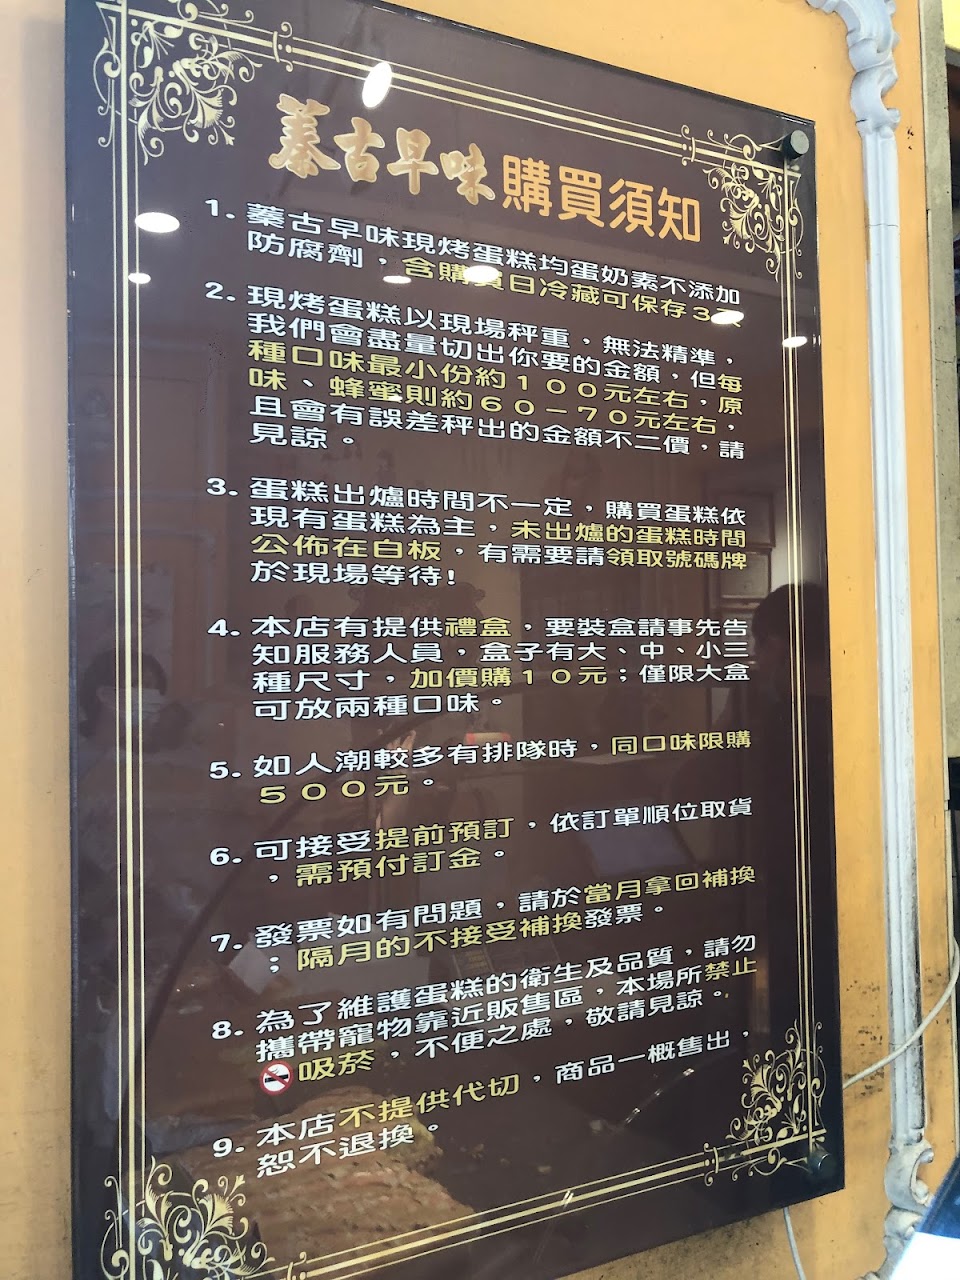 蓁古早味購買須知
1. 蓁古早味現烤蛋糕均蛋奶素不添加
防腐劑，含購買日冷藏可保存3天
2. 現烤蛋糕以現場秤重，無法精準，
我們會盡量切出你要的金額，但每
種口味最小份約１００元左右，原
味、蜂蜜則約６０－７０元左右，
且會有誤差秤出的金額不二價，請
見諒。
3. 蛋糕出爐時間不一定，購買蛋糕依
現有蛋糕為主，未出爐的蛋糕時間
公佈在白板，有需要請領取號碼牌
於現場等待!
4. 本店有提供禮盒，要裝盒請事先告
知服務人員，盒子有大、中、小三
種尺寸，加價購１０元；僅限大盒
可放兩種口味。
5. 如人潮較多有排隊時，同口味限購
５００元。
6. 可接受提前預訂，依訂單順位取貨
，需預付訂金。
7. 發票如有問題，請於當月拿回補換
；隔月的不接受補換發票。
8. 為了維護蛋糕的衛生及品質，請勿
攜帶寵物靠近販售區，本場所禁止
吸菸，不便之處，敬請見諒。
9. 本店不提供代切，商品一概售出，
恕不退換。